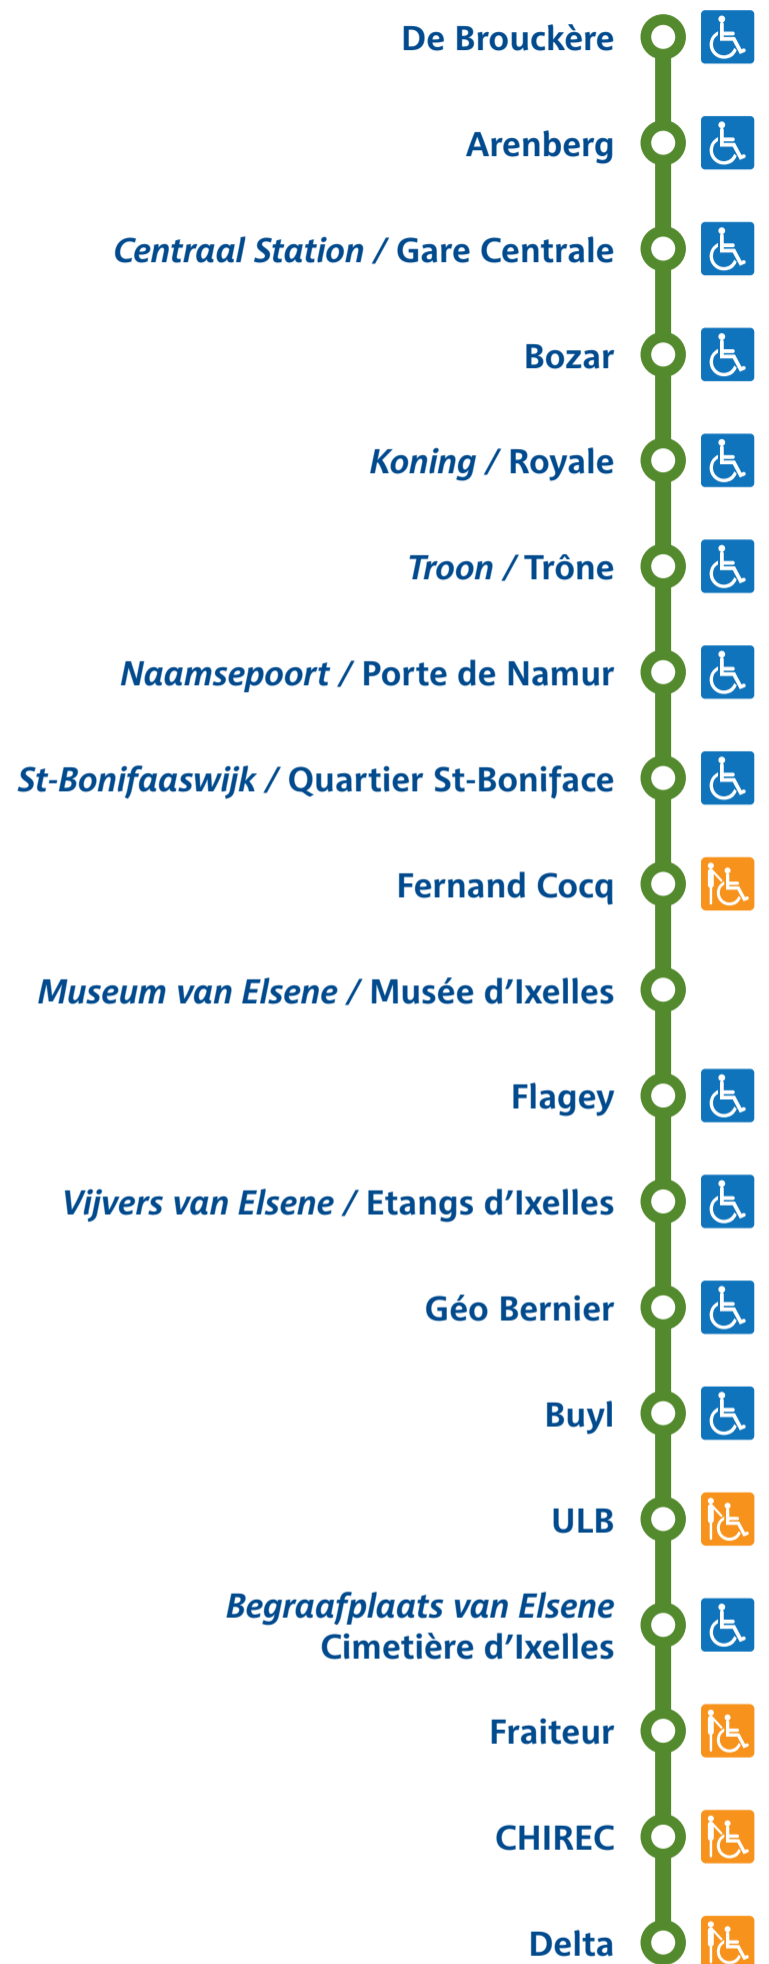 De Brouckère
Arenberg
Centraal Station / Gare Centrale
Bozar
Koning / Royale
Troon / Trône
Naamsepoort / Porte de Namur
St-Bonifaaswijk / Quartier St-Boniface
Fernand Cocq
Museum van Elsene / Musée d’Ixelles
Flagey
Vijvers van Elsene / Etangs d’Ixelles
Géo Bernier
Buyl
ULB
Begraafplaats van Elsene
Cimetière d’Ixelles
Fraiteur
CHIREC
Delta